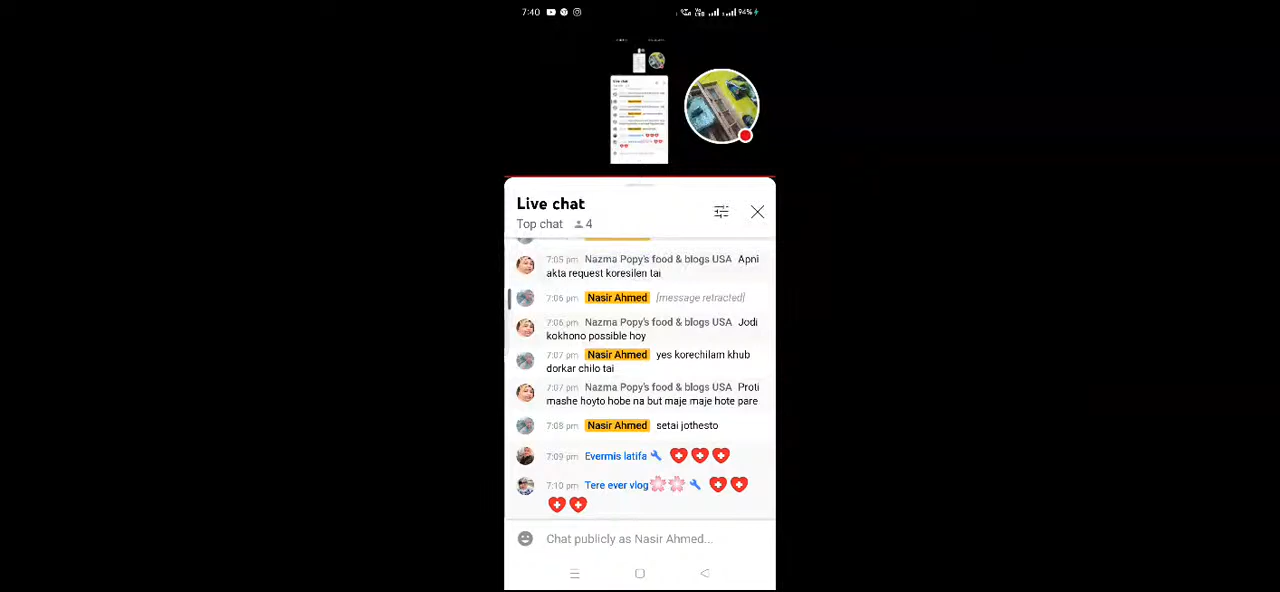 7:40
94%
Live chat
Top chat 4
7:05 pm Nazma Popy's food & blogs USA Apni
akta request koresilen tai
7:06 pm Nasir Ahmed [message retracted]
7:06 pm Nazma Popy's food & blogs USA Jodi
kokhono possible hoy
7:07 pm Nasir Ahmed yes korechilam khub
dorkar chilo tai
7:07 pm Nazma Popy's food & blogs USA Proti
mashe hoyto hobe na but maje maje hote pare
7:08 pm Nasir Ahmed setai jothesto
7:09 pm Evermis latifa
7:10 pm Tere ever vlog
Chat publicly as Nasir Ahmed...